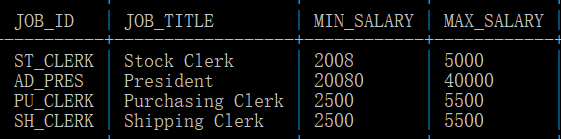 JOB_ID | JOB_TITLE | MIN_SALARY | MAX_SALARY
ST_CLERK | Stock Clerk | 2008 | 5000
AD_PRES | President | 20080 | 40000
PU_CLERK | Purchasing Clerk | 2500 | 5500
SH_CLERK | Shipping Clerk | 2500 | 5500